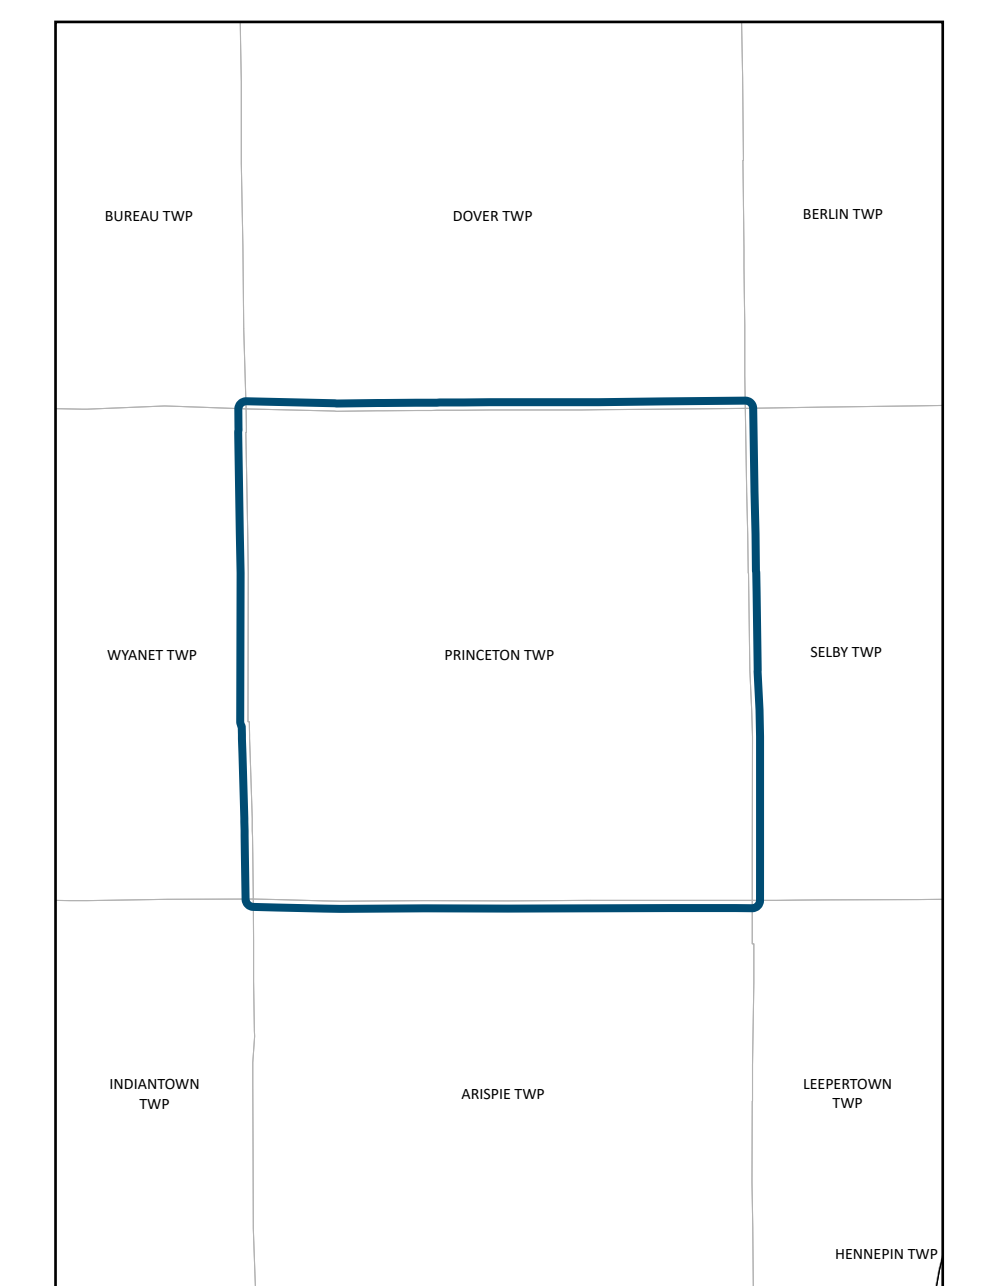 BUREAU TWP
DOVER TWP
BERLIN TWP
WYANET TWP
PRINCETON TWP
SELBY TWP
INDIANTOWN
TWP
ARISPIE TWP
LEEPERTOWN
TWP
HENNEPIN TWP